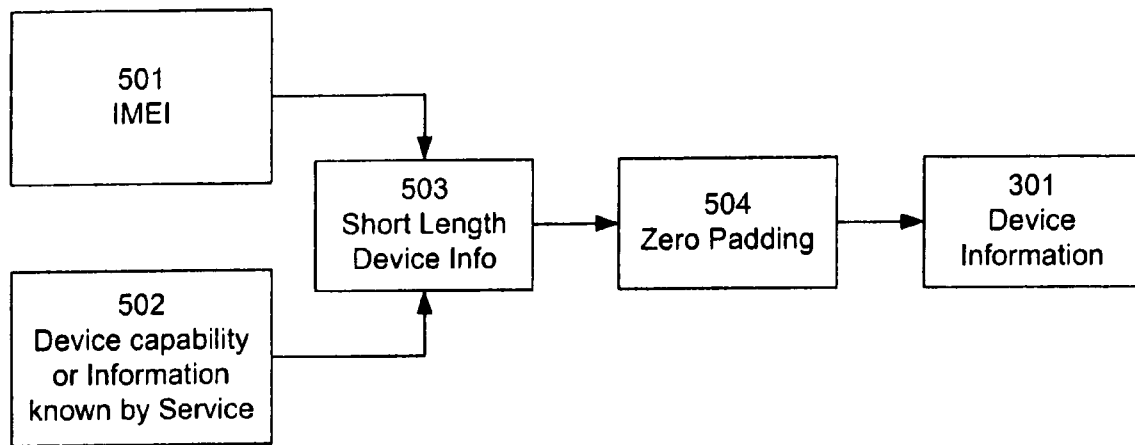 501
IMEI
503
Short Length
Device Info
504
Zero Padding
301
Device
Information
502
Device capability
or Information
known by Service